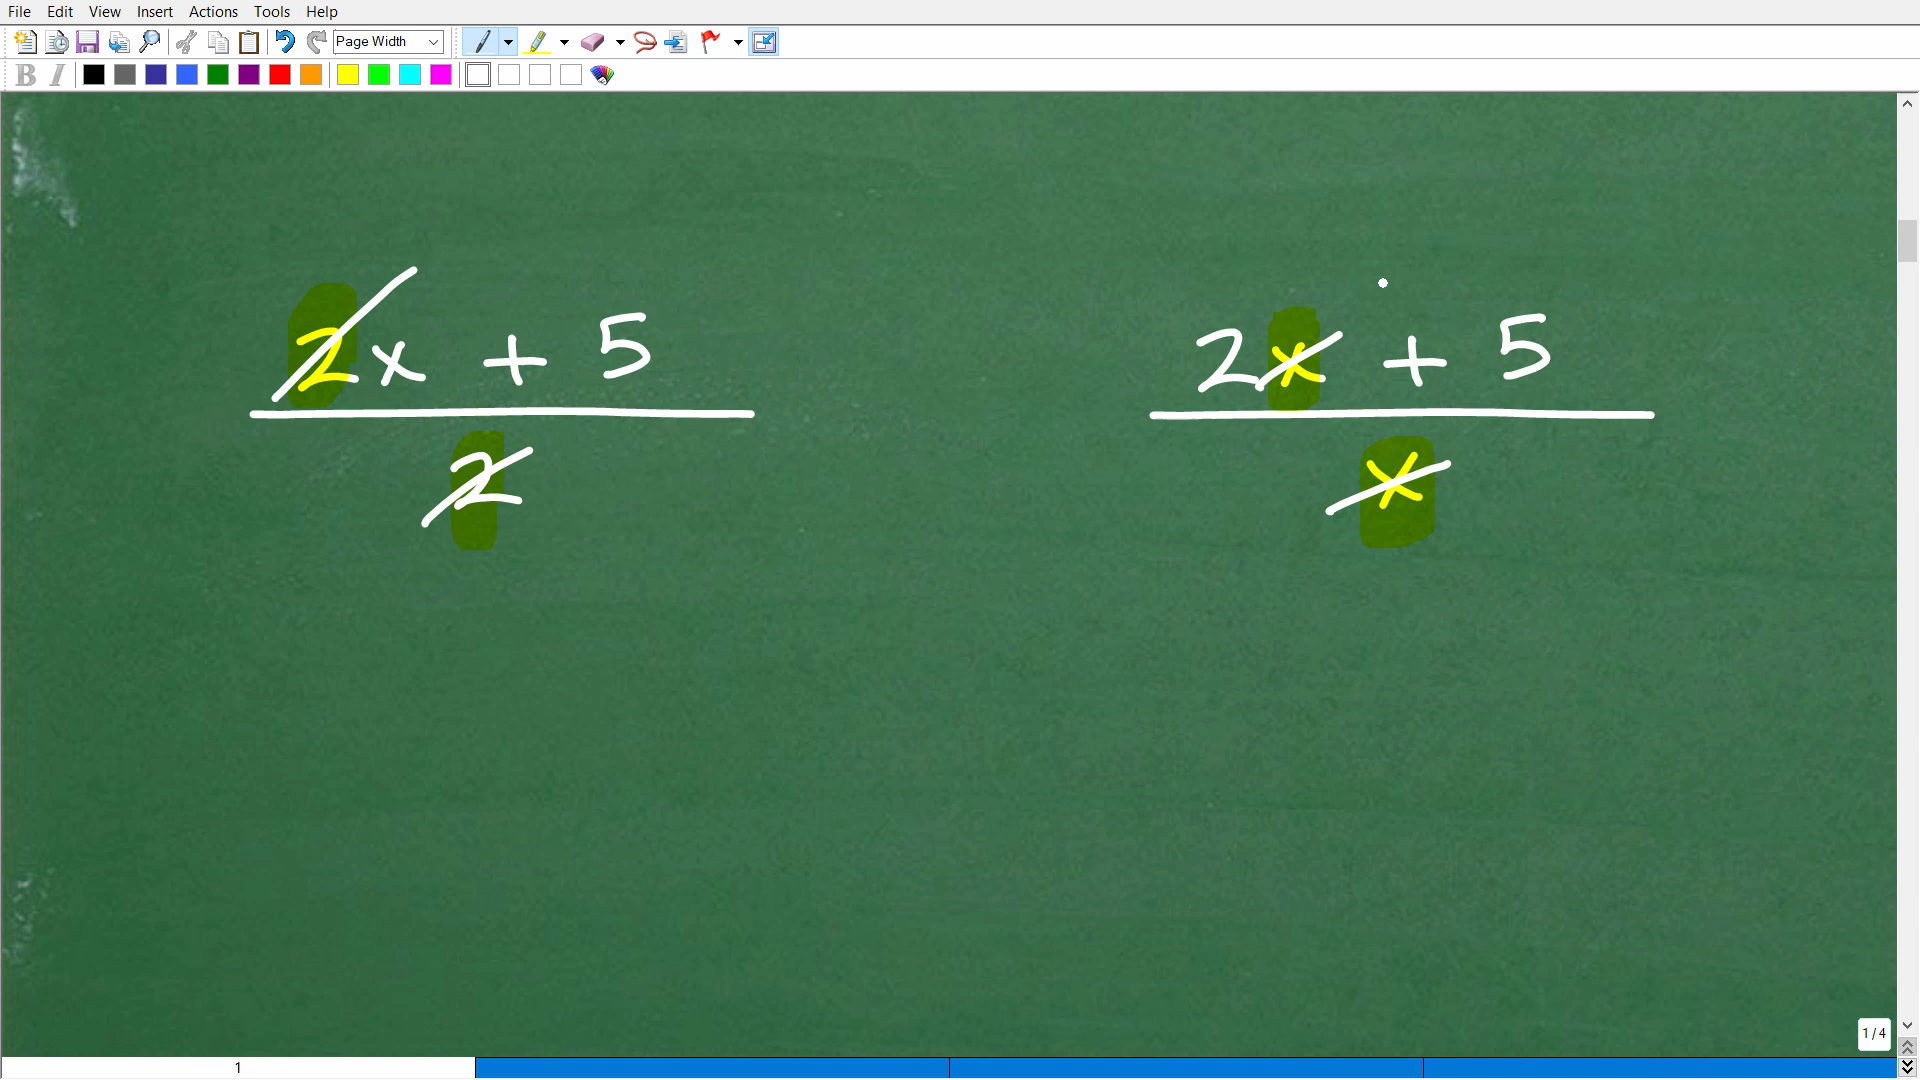 File Edit View Insert Actions Tools Help
Page Width
B I
2x + 5 2x + 5
2 x
1 / 4
1